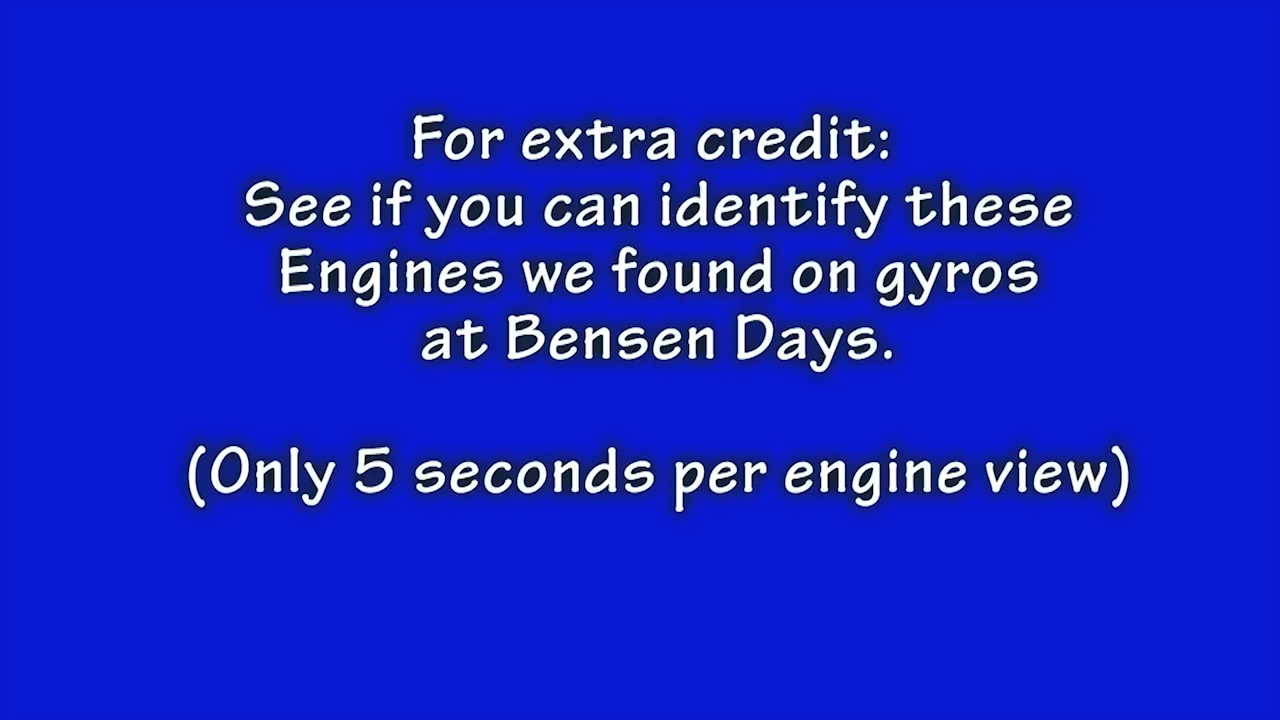 For extra credit:
See if you can identify these
Engines we found on gyros
at Bensen Days.
(Only 5 seconds per engine view)